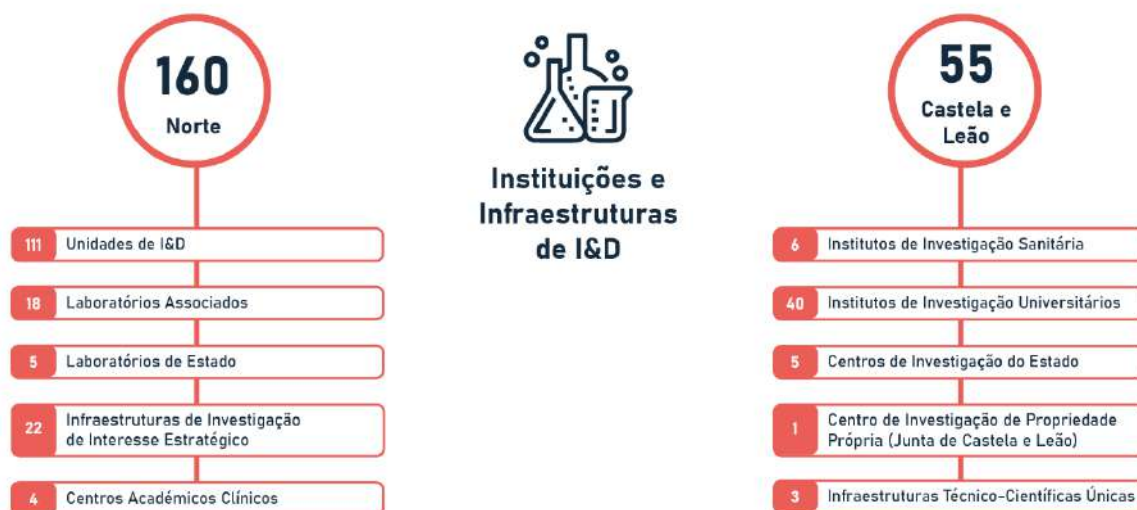 160
Norte
111 Unidades de I&D
18 Laboratórios Associados
5 Laboratórios de Estado
22 Infraestruturas de Investigação
de Interesse Estratégico
4 Centros Académicos Clínicos
Instituições e
Infraestruturas
de I&D
55
Castela e
Leão
6 Institutos de Investigação Sanitária
40 Institutos de Investigação Universitários
5 Centros de Investigação do Estado
1 Centro de Investigação de Propriedade
Própria (Junta de Castela e Leão)
3 Infraestruturas Técnico-Científicas Únicas